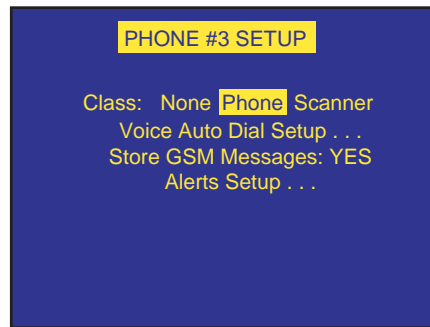 PHONE #3 SETUP
Class: None Phone Scanner
Voice Auto Dial Setup . . .
Store GSM Messages: YES
Alerts Setup . . .